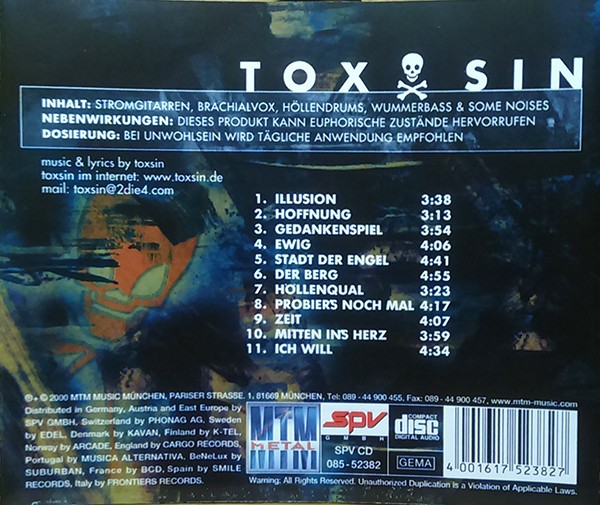 TOX SIN
INHALT: STROMGITARREN, BRACHIALVOX, HÖLLENDRUMS, WUMMERBASS & SOME NOISES
NEBENWIRKUNGEN: DIESES PRODUKT KANN EUPHORISCHE ZUSTÄNDE HERVORRUFEN
DOSIERUNG: BEI UNWOHLSEIN WIRD TÄGLICHE ANWENDUNG EMPFOHLEN
music & lyrics by toxsin
toxsin im internet: www.toxsin.de
mail: toxsin@2die4.com
1. ILLUSION 3:38
2. HOFFNUNG 3:13
3. GEDANKENSPIEL 3:54
4. EWIG 4:06
5. STADT DER ENGEL 4:41
6. DER BERG 4:55
7. HÖLLENQUAL 3:23
8. PROBIER'S NOCH MAL 4:17
9. ZEIT 4:07
10. MITTEN IN'S HERZ 3:59
11. ICH WILL 4:34
℗+© 2000 MTM MUSIC MÜNCHEN, PARISER STRASSE. 1, 81669 MÜNCHEN, Tel: 089 - 44 900 455, Fax: 089 - 44 900 457, www.mtm-music.com
Distributed in Germany, Austria and East Europe by
SPV GMBH, Switzerland by PHONAG AG, Sweden
by EDEL, Denmark by KAVAN, Finland by K-TEL,
Norway by ARCADE, England by CARGO RECORDS,
Portugal by MUSICA ALTERNATIVA, BeNeLux by
SUBURBAN, France by BCD, Spain by SMILE
RECORDS, Italy by FRONTIERS RECORDS.
MTM
METAL
spv
GMBH
SPV CD
085-52382
COMPACT
disc
DIGITAL AUDIO
GEMA
4 001617 523827
Warning: All Rights Reserved. Unauthorized Duplication is a Violation of Applicable Laws.